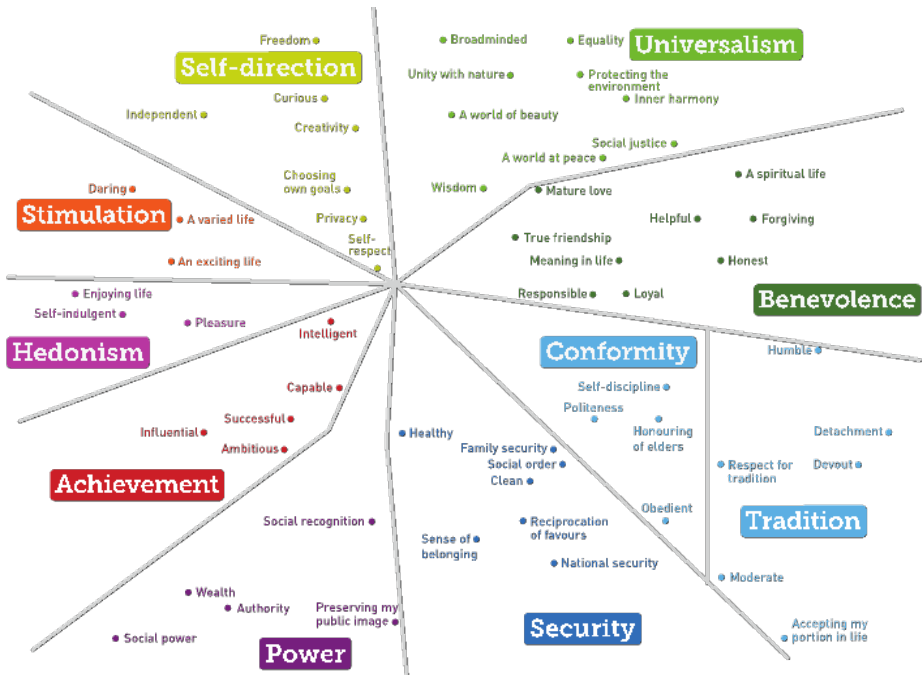 Freedom
Self-direction
Curious
Independent
Creativity
Choosing
own goals
Privacy
Self-
respect
Broadminded
Equality
Universalism
Unity with nature
Protecting the
environment
Inner harmony
A world of beauty
Social justice
A world at peace
Wisdom
Daring
Stimulation
A varied life
An exciting life
Mature love
A spiritual life
Helpful
Forgiving
True friendship
Meaning in life
Honest
Responsible
Loyal
Benevolence
Enjoying life
Self-indulgent
Pleasure
Hedonism
Intelligent
Capable
Successful
Influential
Ambitious
Achievement
Conformity
Self-discipline
Politeness
Honouring
of elders
Obedient
Humble
Detachment
Respect for
tradition
Devout
Tradition
Moderate
Accepting my
portion in life
Healthy
Family security
Social order
Clean
Reciprocation
of favours
Sense of
belonging
National security
Security
Social recognition
Wealth
Authority
Preserving my
public image
Social power
Power